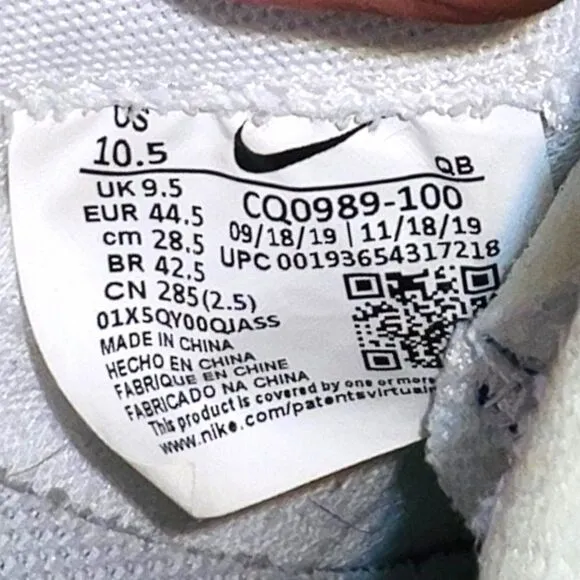 US
10.5
QB
UK 9.5
EUR 44.5
cm 28.5
BR 42.5
CN 285(2.5)
CQ0989-100
09/18/19 | 11/18/19
UPC 00193654317218
01X5QY00QJASS
MADE IN CHINA
HECHO EN CHINA
FABRIQUE EN CHINE
FABRICADO NA CHINA
This product is covered by one or more
www.nike.com/patentsvirtual